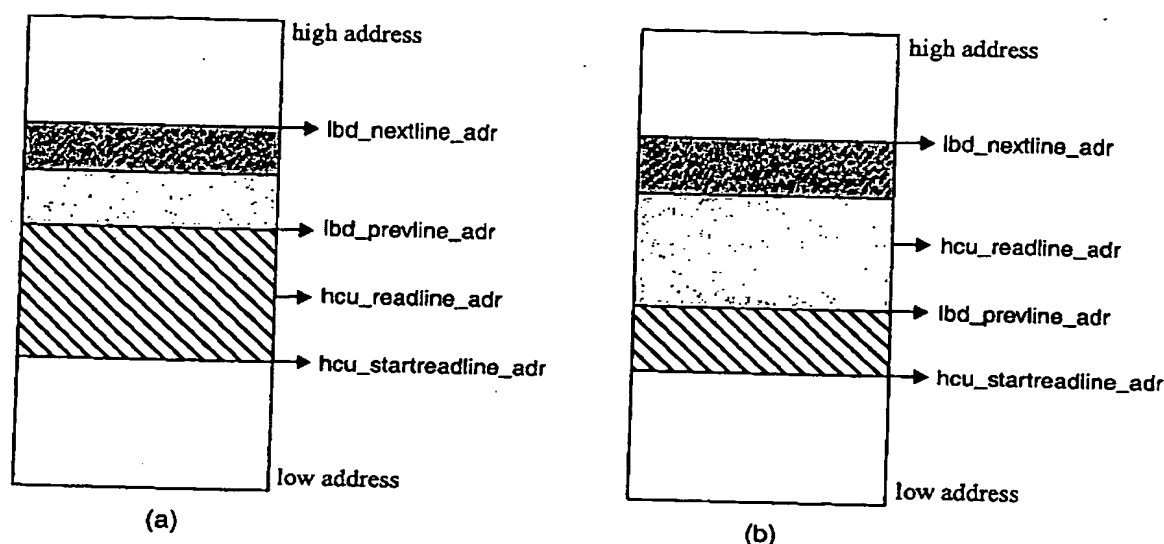 high address
lbd_nextline_adr
lbd_prevline_adr
hcu_readline_adr
hcu_startreadline_adr
low address
(a)
high address
lbd_nextline_adr
hcu_readline_adr
lbd_prevline_adr
hcu_startreadline_adr
low address
(b)